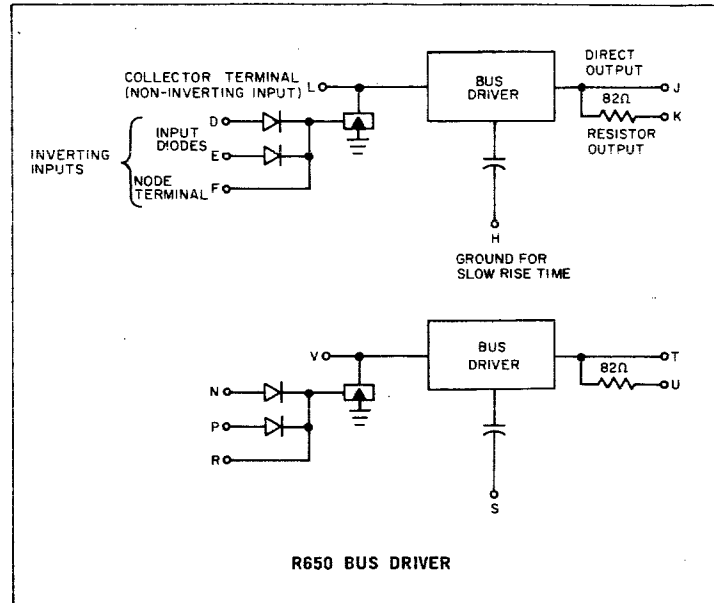 COLLECTOR TERMINAL
(NON-INVERTING INPUT)
L
BUS
DRIVER
DIRECT
OUTPUT
J
82Ω
K
RESISTOR
OUTPUT
INVERTING
INPUTS
D
INPUT
DIODES
E
NODE
TERMINAL
F
H
GROUND FOR
SLOW RISE TIME
V
BUS
DRIVER
T
82Ω
U
N
P
R
S
R650 BUS DRIVER